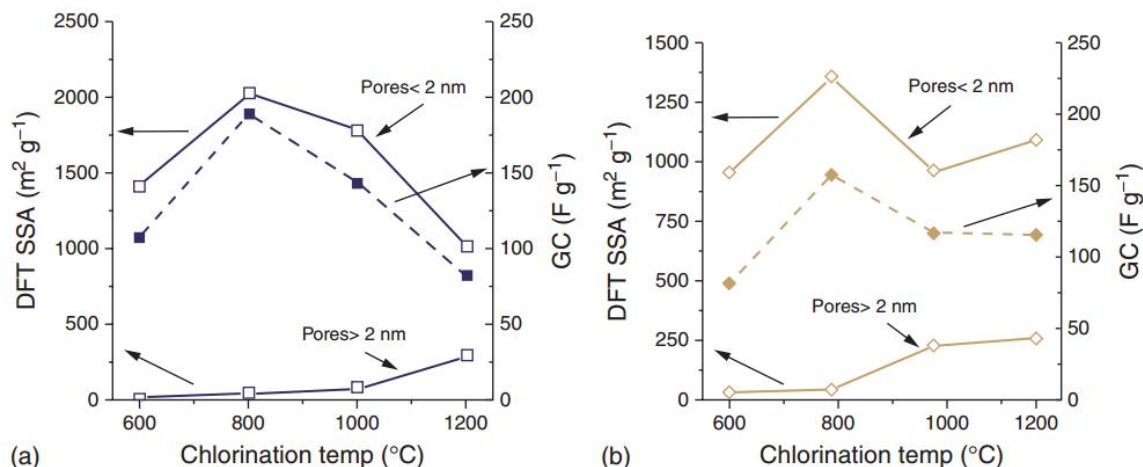 2500
2000
1500
1000
500
0
DFT SSA (m² g⁻¹)
250
200
150
100
50
0
GC (F g⁻¹)
Pores< 2 nm
Pores> 2 nm
600 800 1000 1200
(a) Chlorination temp (°C)
1500
1250
1000
750
500
250
0
DFT SSA (m² g⁻¹)
250
200
150
100
50
0
GC (F g⁻¹)
Pores< 2 nm
Pores> 2 nm
600 800 1000 1200
(b) Chlorination temp (°C)